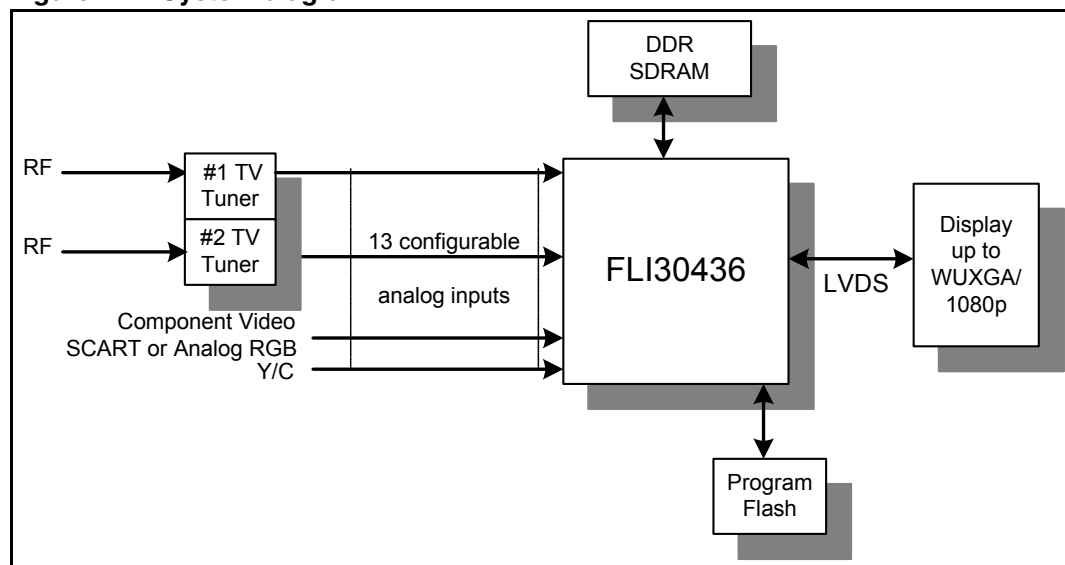 DDR
SDRAM
RF
#1 TV
Tuner
RF
#2 TV
Tuner
13 configurable
analog inputs
Component Video
SCART or Analog RGB
Y/C
FLI30436
LVDS
Display
up to
WUXGA/
1080p
Program
Flash